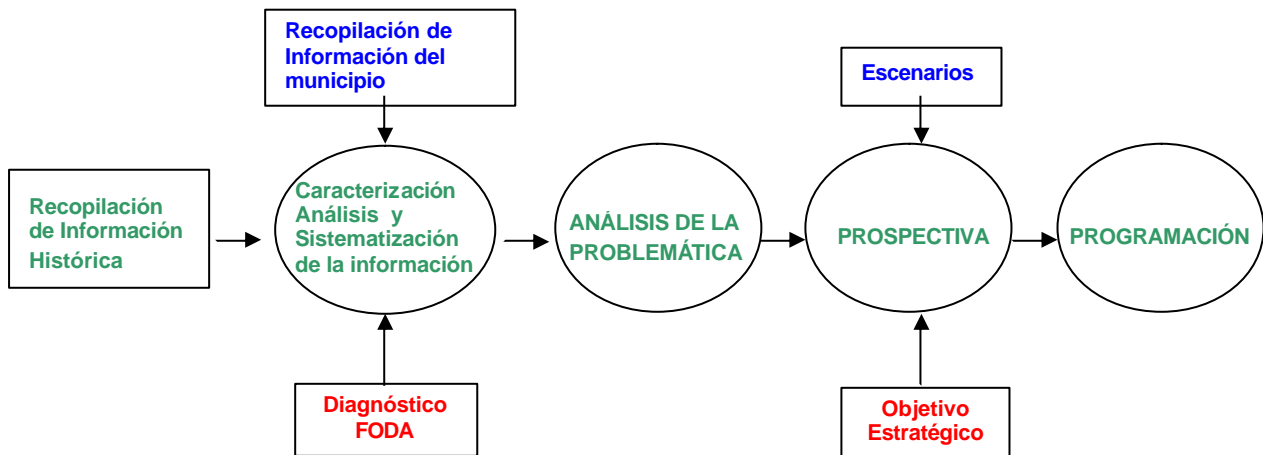 Recopilación de
Información del
municipio
Escenarios
Recopilación
de Información
Histórica
Caracterización
Análisis y
Sistematización
de la información
ANÁLISIS DE LA
PROBLEMÁTICA
PROSPECTIVA
PROGRAMACIÓN
Diagnóstico
FODA
Objetivo
Estratégico